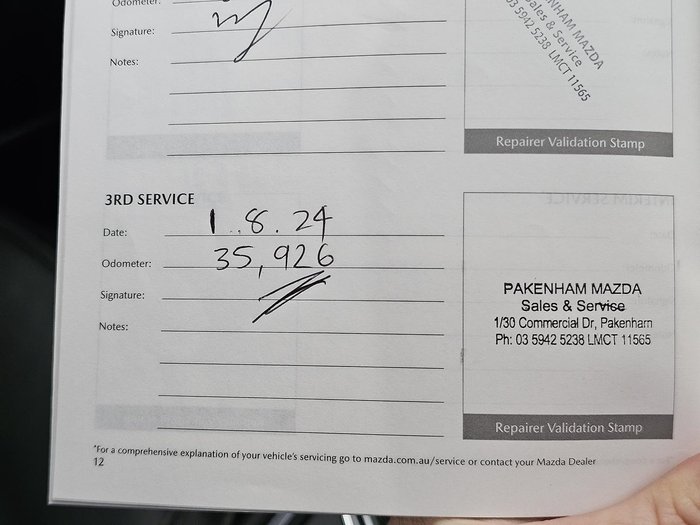 Odometer:
Signature:
Notes:
PAKENHAM MAZDA
Sales & Service
03 5942 5238 LMCT 11565
Repairer Validation Stamp
3RD SERVICE
Date: 1.8.24
Odometer: 35,926
Signature:
Notes:
PAKENHAM MAZDA
Sales & Service
1/30 Commercial Dr, Pakenham
Ph: 03 5942 5238 LMCT 11565
Repairer Validation Stamp
*For a comprehensive explanation of your vehicle's servicing go to mazda.com.au/service or contact your Mazda Dealer
12